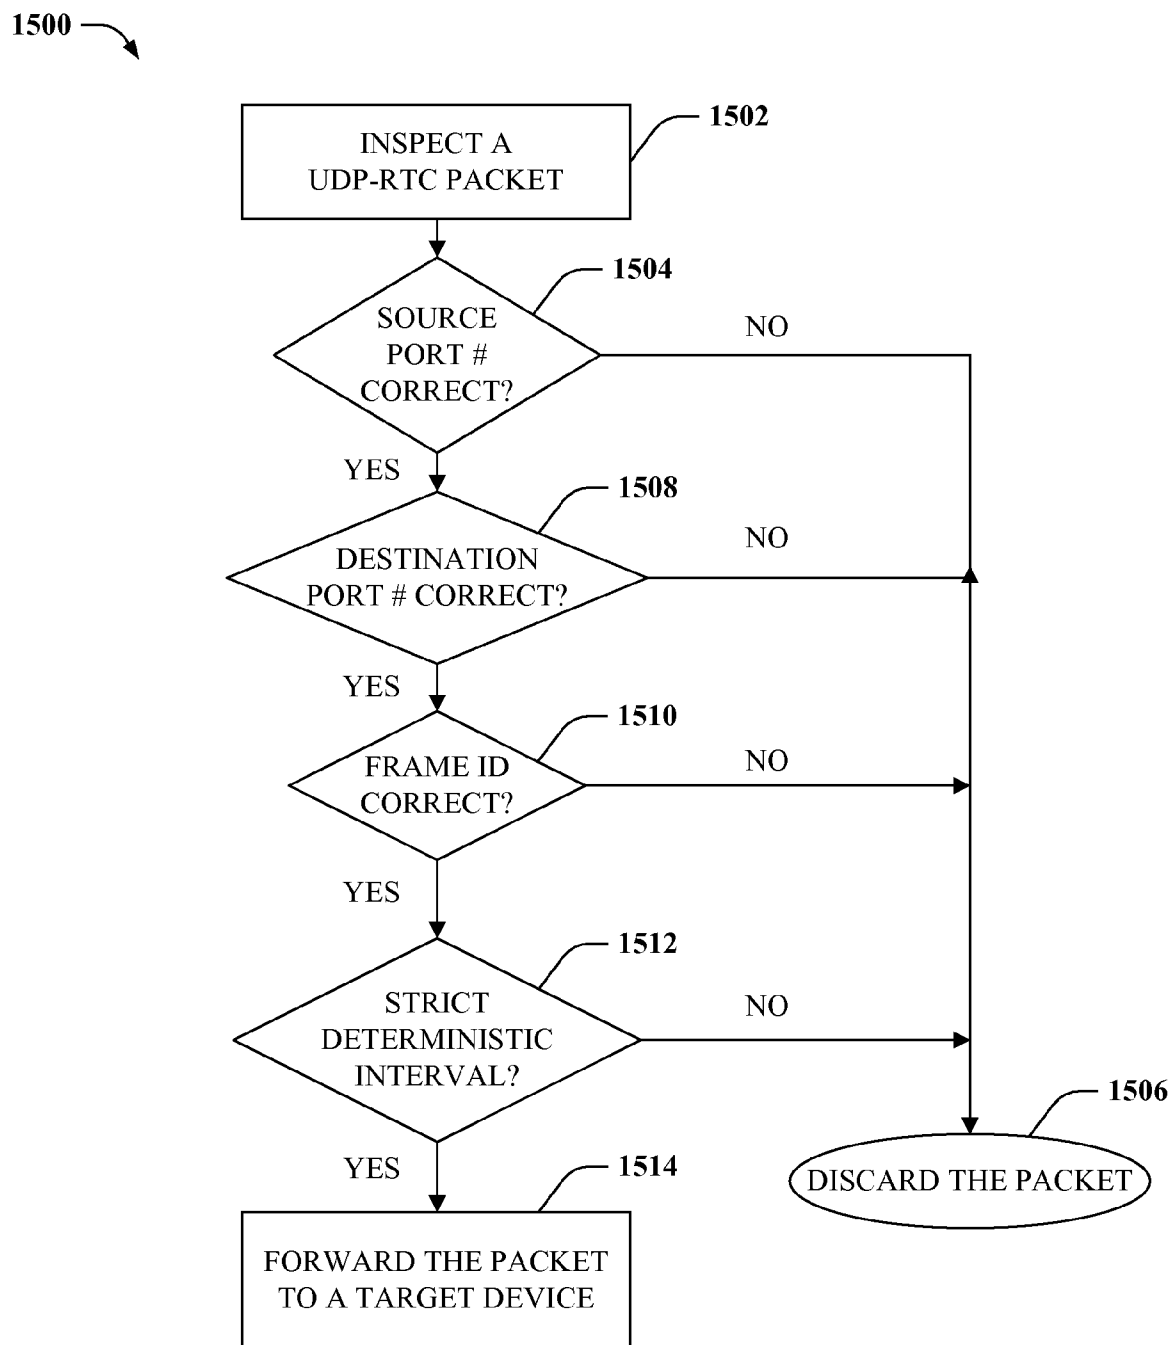 1500
INSPECT A
UDP-RTC PACKET
1502
SOURCE
PORT #
CORRECT?
1504
NO
YES
DESTINATION
PORT # CORRECT?
1508
NO
YES
FRAME ID
CORRECT?
1510
NO
YES
STRICT
DETERMINISTIC
INTERVAL?
1512
NO
YES
1506
DISCARD THE PACKET
1514
FORWARD THE PACKET
TO A TARGET DEVICE